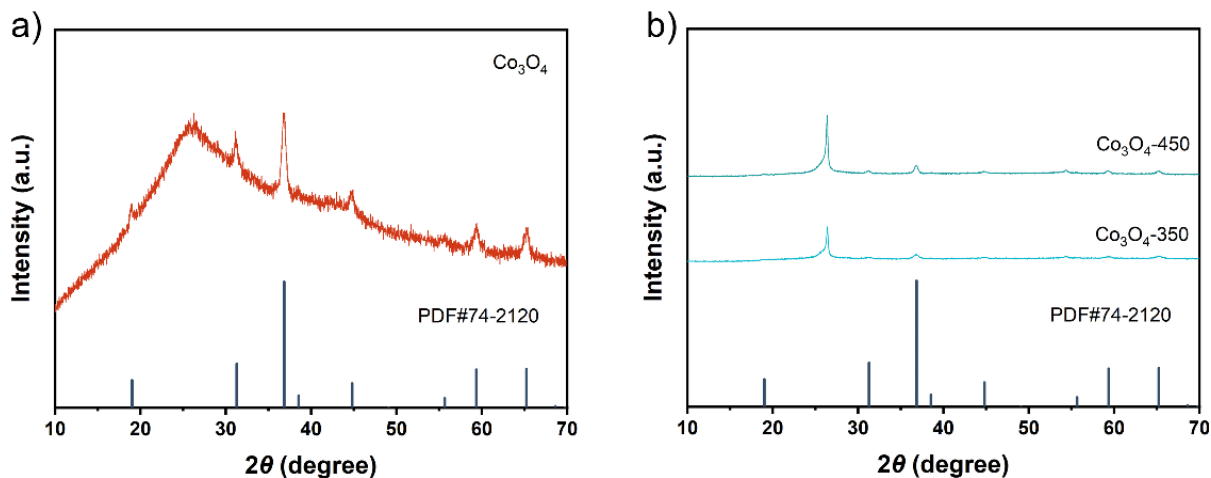 a)
Co₃O₄
Intensity (a.u.)
PDF#74-2120
10 20 30 40 50 60 70
2θ (degree)
b)
Co₃O₄-450
Co₃O₄-350
Intensity (a.u.)
PDF#74-2120
10 20 30 40 50 60 70
2θ (degree)